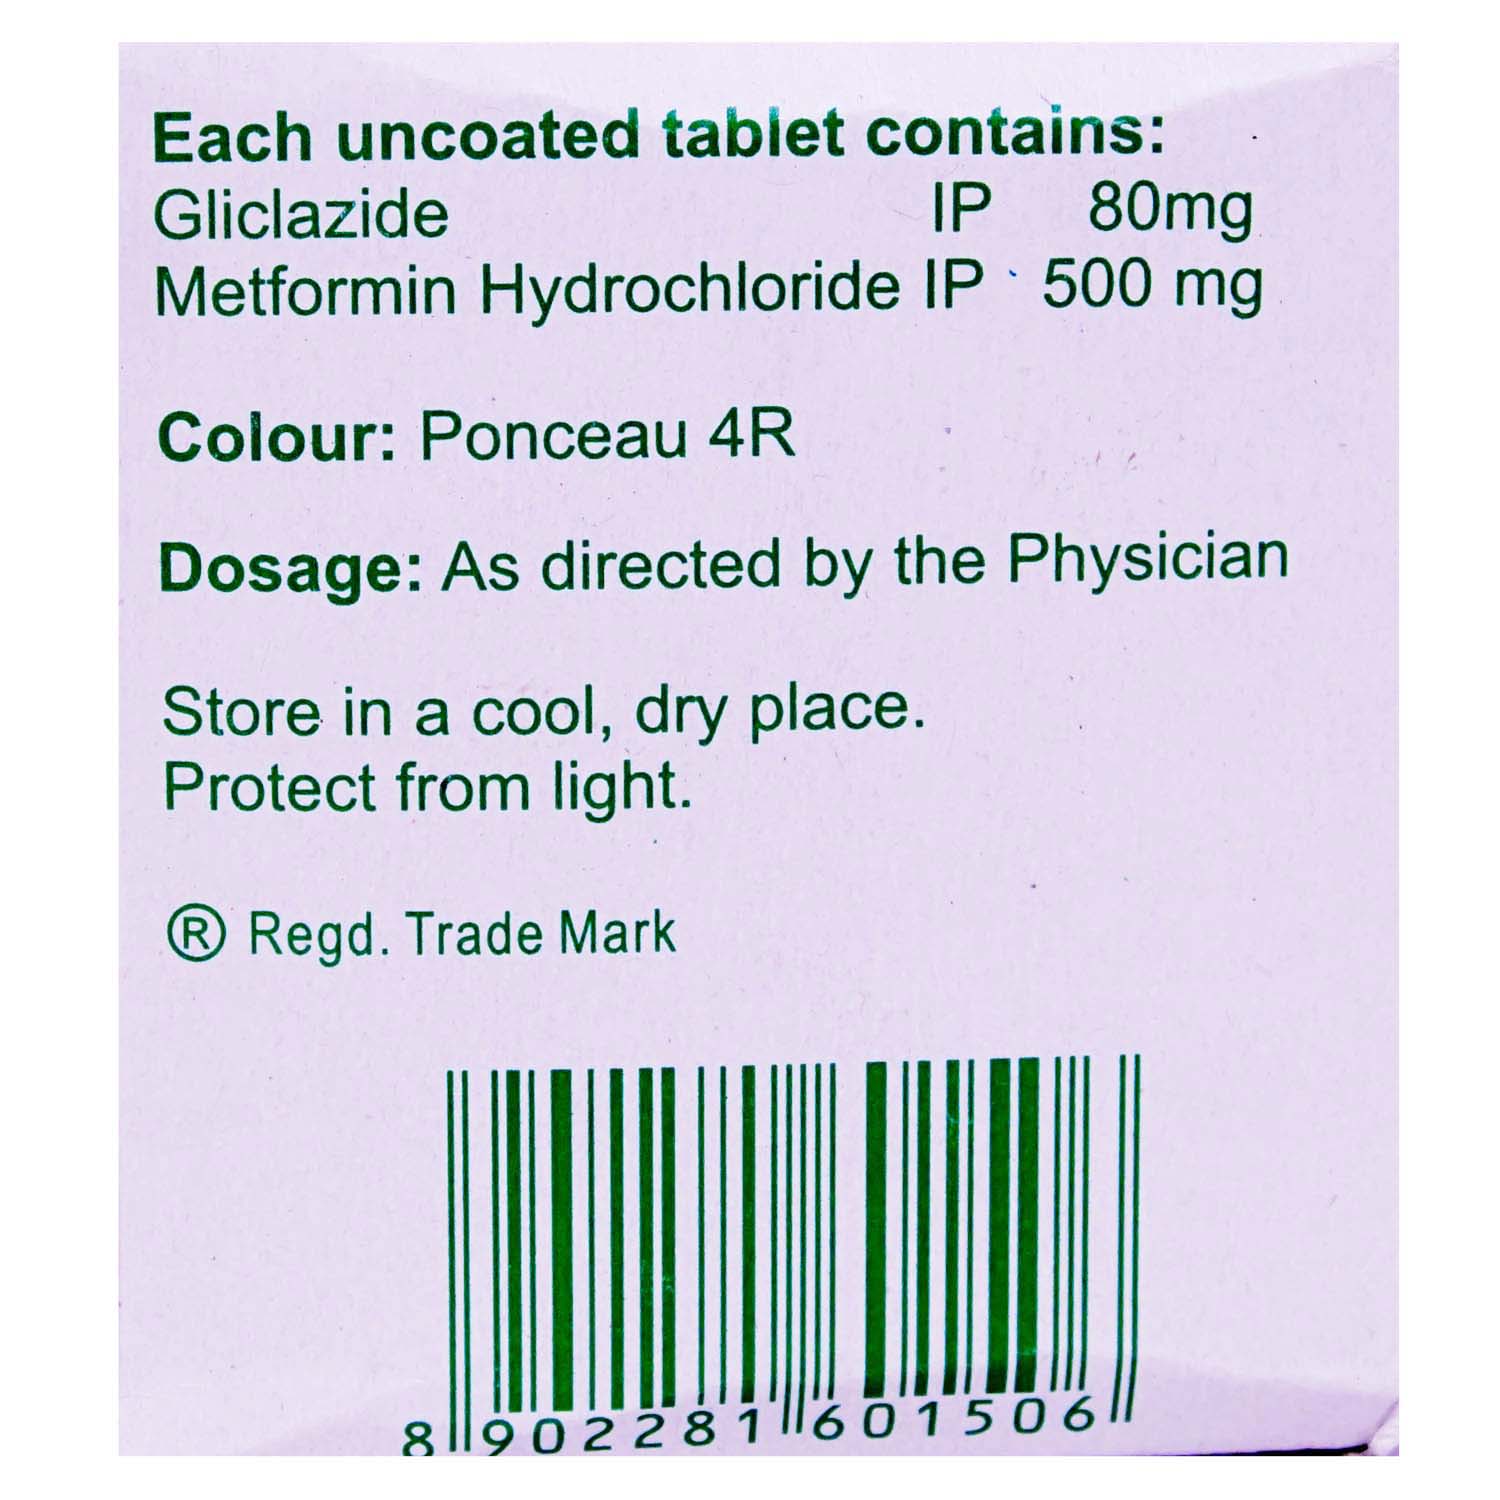 Each uncoated tablet contains:
Gliclazide IP 80mg
Metformin Hydrochloride IP 500 mg
Colour: Ponceau 4R
Dosage: As directed by the Physician
Store in a cool, dry place.
Protect from light.
® Regd. Trade Mark
8 902281 601506